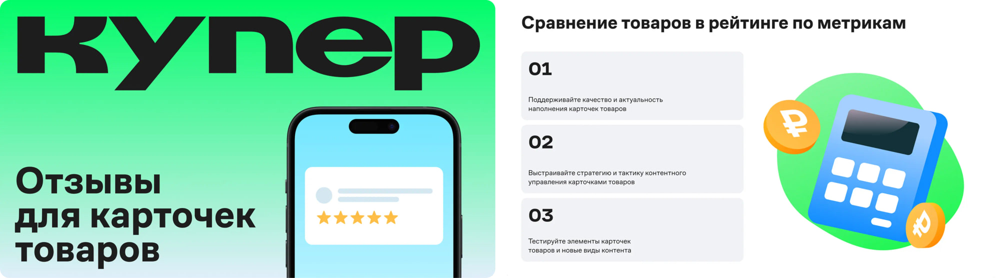 купер
Отзывы
для карточек
товаров
Сравнение товаров в рейтинге по метрикам
01
Поддерживайте качество и актуальность
наполнения карточек товаров
02
Выстраивайте стратегию и тактику контентного
управления карточками товаров
03
Тестируйте элементы карточек
товаров и новые виды контента